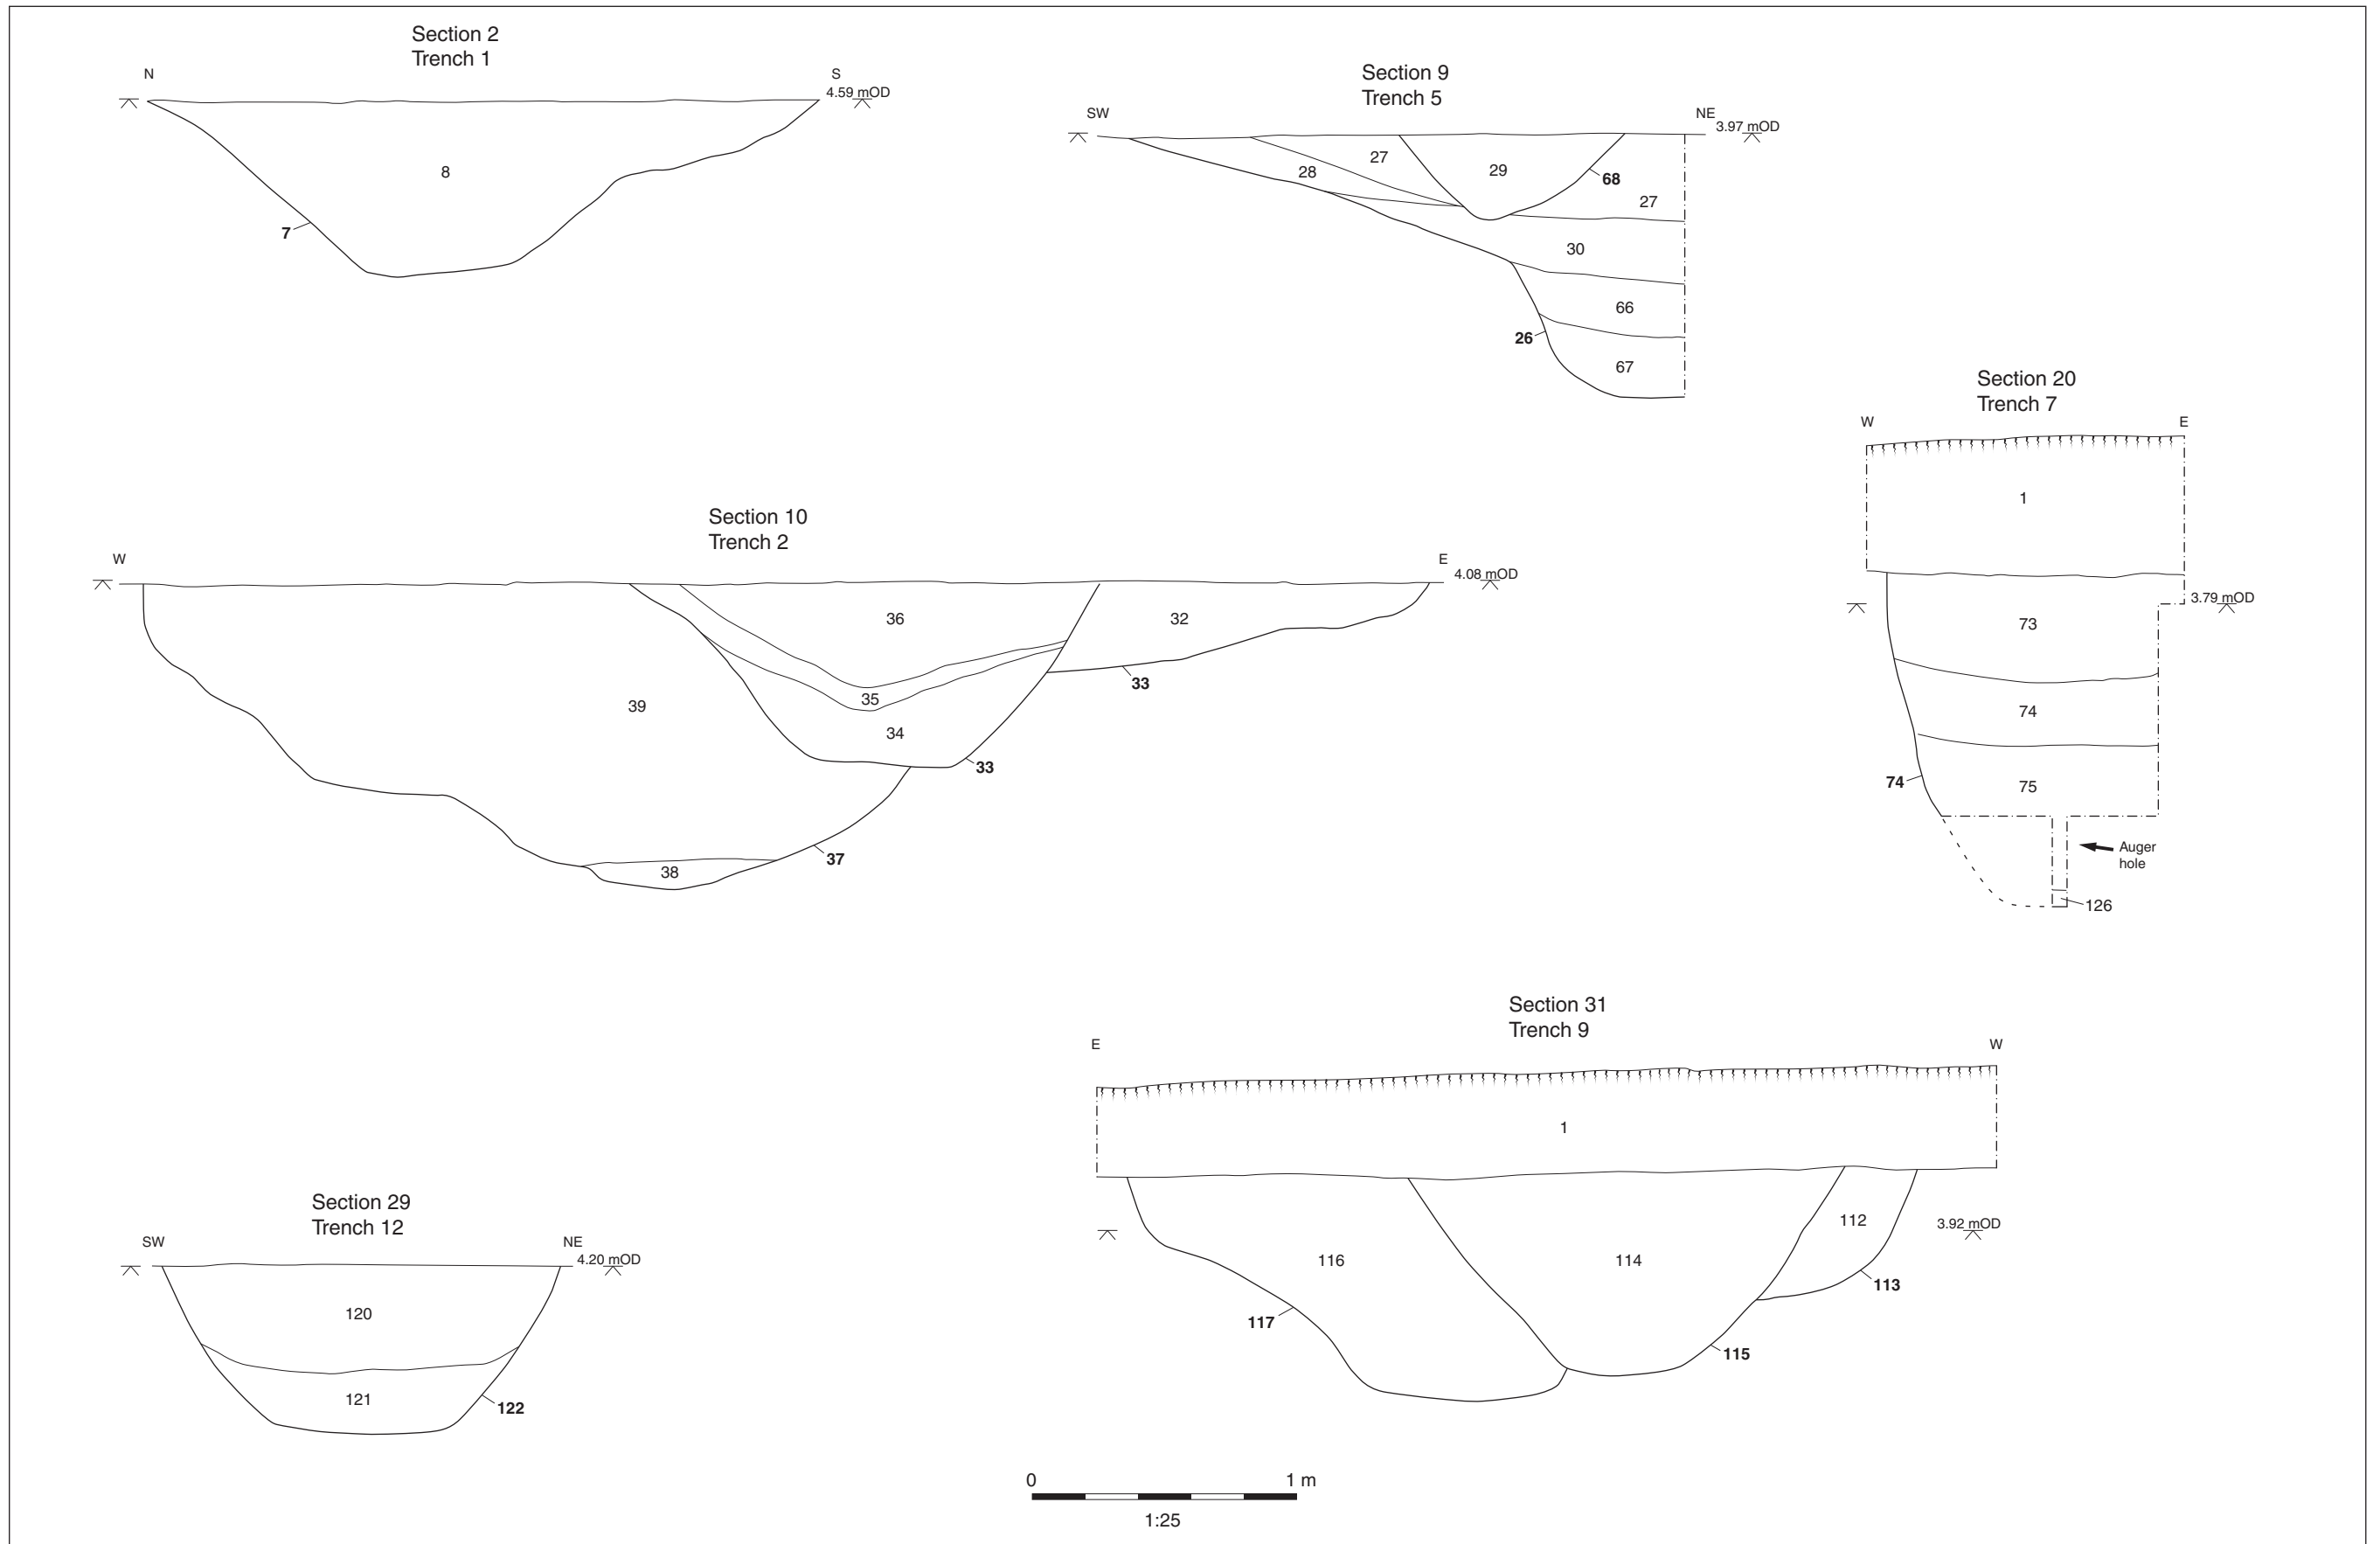 Section 2
Trench 1
N
S
4.59 mOD
8
7
Section 9
Trench 5
SW
NE
3.97 mOD
27
28
29
68
27
30
66
26
67
Section 20
Trench 7
W
E
1
3.79 mOD
73
74
74
75
Auger
hole
126
Section 10
Trench 2
W
E
4.08 mOD
36
32
33
35
39
34
33
37
38
Section 31
Trench 9
E
W
1
112
3.92 mOD
116
114
113
117
115
Section 29
Trench 12
SW
NE
4.20 mOD
120
121
122
0
1 m
1:25